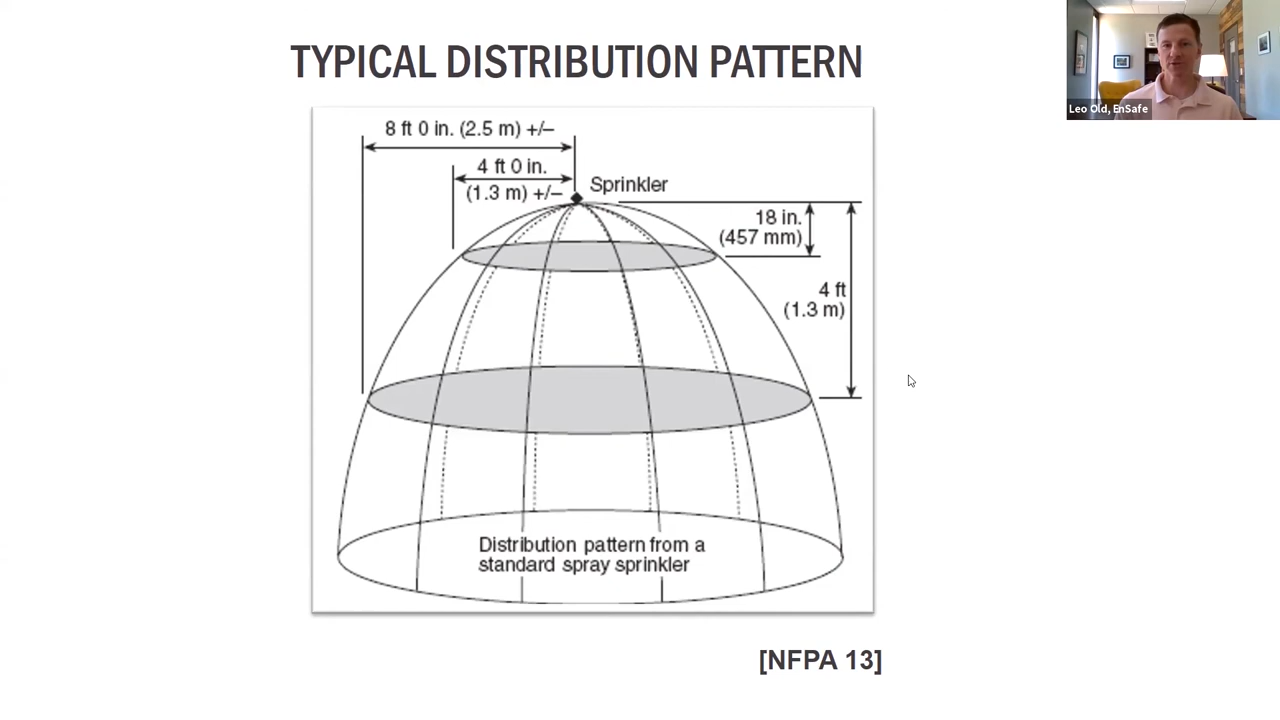 TYPICAL DISTRIBUTION PATTERN
Leo Old, EnSafe
8 ft 0 in. (2.5 m) +/–
4 ft 0 in.
(1.3 m) +/–
Sprinkler
18 in.
(457 mm)
4 ft
(1.3 m)
Distribution pattern from a
standard spray sprinkler
[NFPA 13]